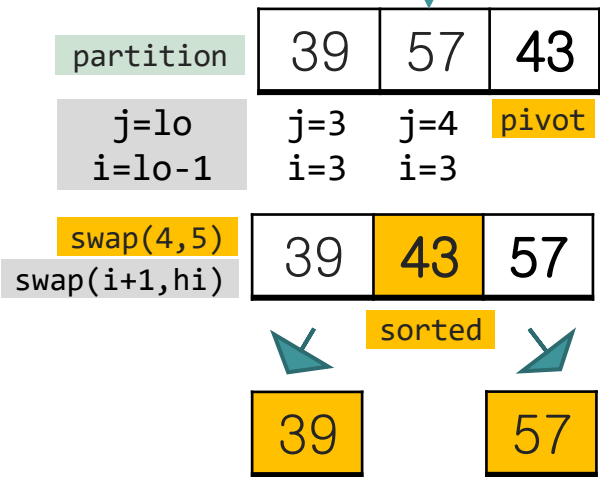 partition 39 57 43
j=lo j=3 j=4 pivot
i=lo-1 i=3 i=3
swap(4,5) 39 43 57
swap(i+1,hi)
sorted
39 57